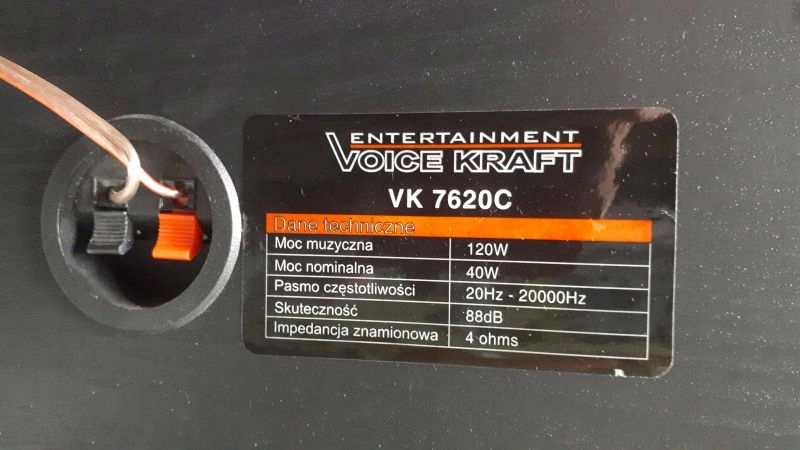 ENTERTAINMENT
VOICE KRAFT
VK 7620C
Dane techniczne
Moc muzyczna 120W
Moc nominalna 40W
Pasmo częstotliwości 20Hz - 20000Hz
Skuteczność 88dB
Impedancja znamionowa 4 ohms